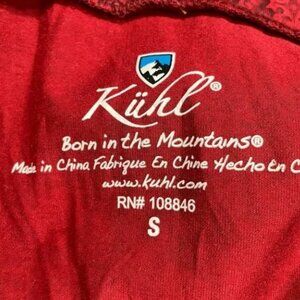 Kühl®
Born in the Mountains®
Made in China Fabrique En Chine Hecho En C
www.kuhl.com
RN# 108846
S